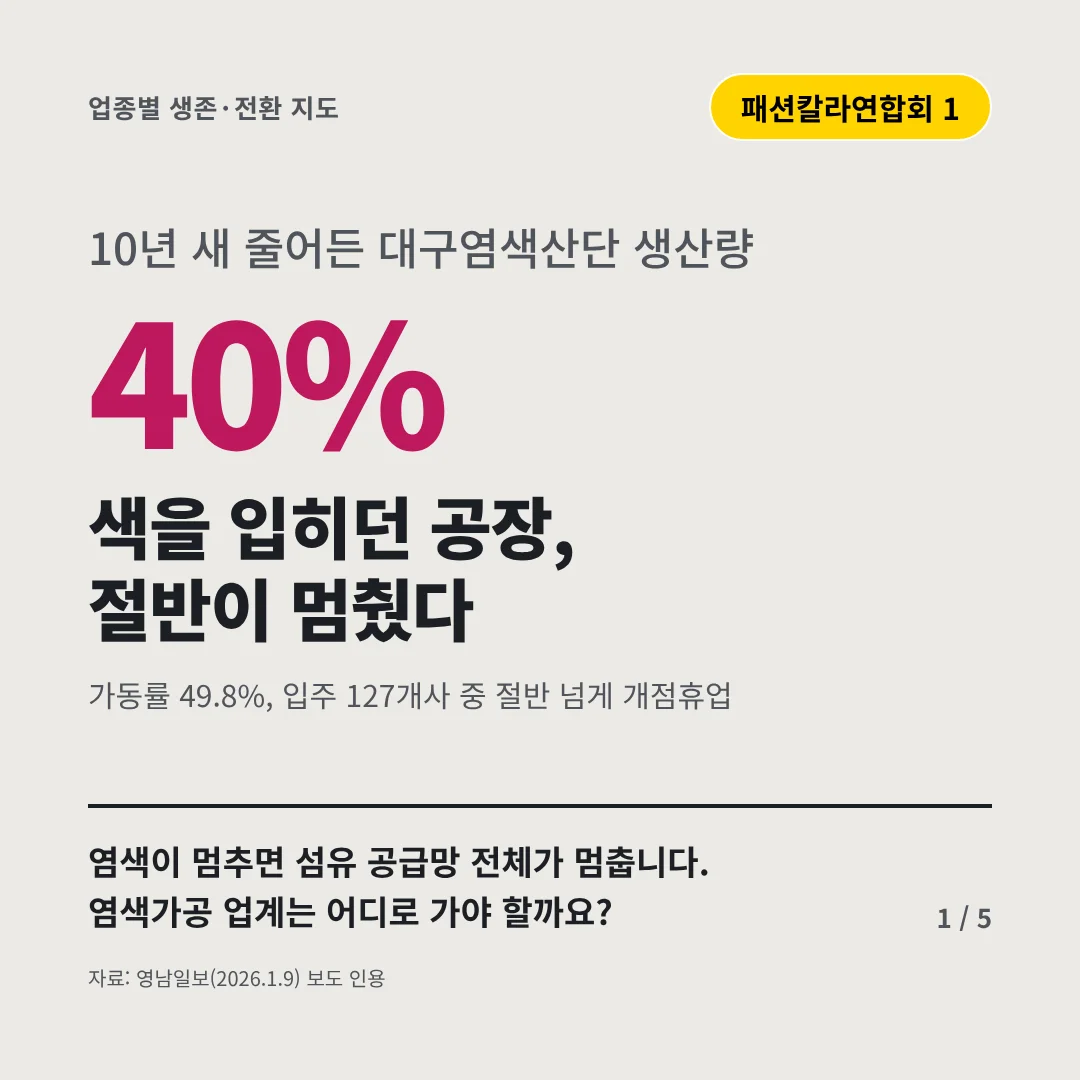 업종별 생존·전환 지도
패션칼라연합회 1
10년 새 줄어든 대구염색산단 생산량
40%
색을 입히던 공장,
절반이 멈췄다
가동률 49.8%, 입주 127개사 중 절반 넘게 개점휴업
염색이 멈추면 섬유 공급망 전체가 멈춥니다.
염색가공 업계는 어디로 가야 할까요?
1 / 5
자료: 영남일보(2026.1.9) 보도 인용